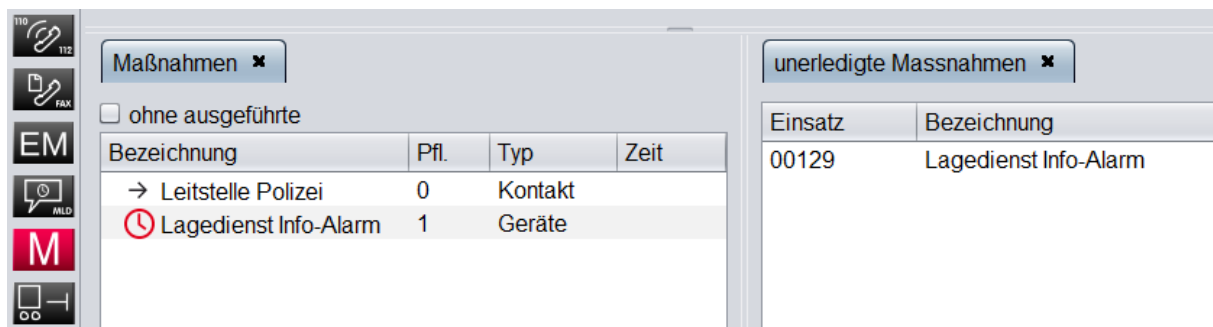 110
112
FAX
EM
MLD
M
Maßnahmen
ohne ausgeführte
Bezeichnung Pfl. Typ Zeit
Leitstelle Polizei 0 Kontakt
Lagedienst Info-Alarm 1 Geräte
unerledigte Massnahmen
Einsatz Bezeichnung
00129 Lagedienst Info-Alarm